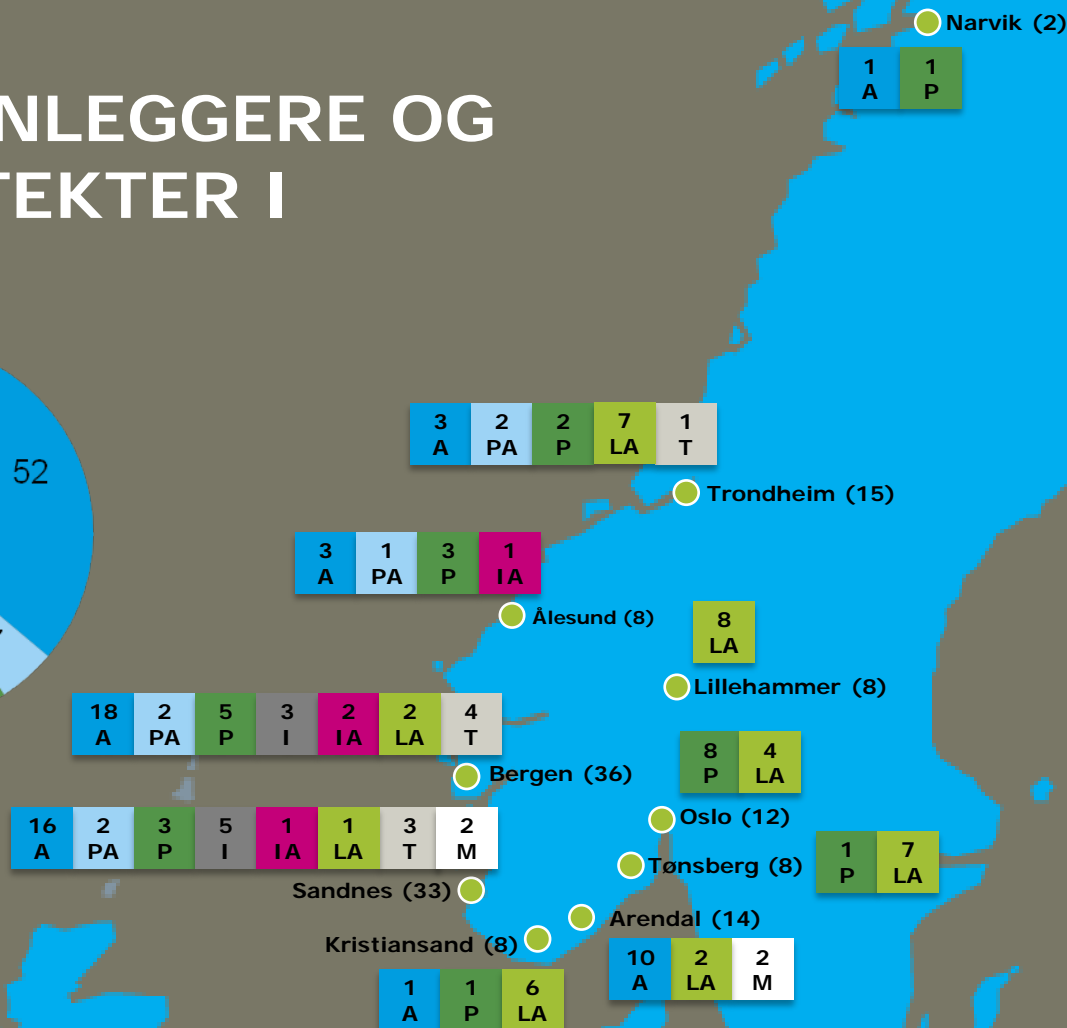 Narvik (2)
1 1
A P
NLEGGERE OG
TEKTER I
52
3 2 2 7 1
A PA P LA T
Trondheim (15)
3 1 3 1
A PA P IA
Ålesund (8)
8
LA
Lillehammer (8)
18 2 5 3 2 2 4
A PA P I IA LA T
Bergen (36)
8 4
P LA
Oslo (12)
16 2 3 5 1 1 3 2
A PA P I IA LA T M
Tønsberg (8)
1 7
P LA
Sandnes (33)
Arendal (14)
Kristiansand (8)
10 2 2
A LA M
1 1 6
A P LA